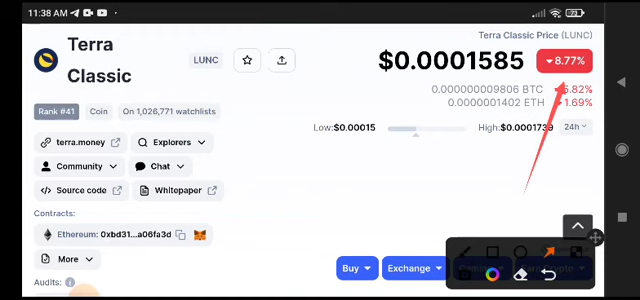 11:38 AM
73
Terra Classic Price (LUNC)
Terra Classic
LUNC
$0.0001585
8.77%
0.000000009806 BTC
0.0000001402 ETH
1.69%
Rank #41
Coin
On 1,026,771 watchlists
Low:$0.00015
High:$0.0001739
24h
terra.money
Explorers
Community
Chat
</> Source code
Whitepaper
Contracts:
Ethereum: 0xbd31...a06fa3d
More
Audits:
Buy
Exchange